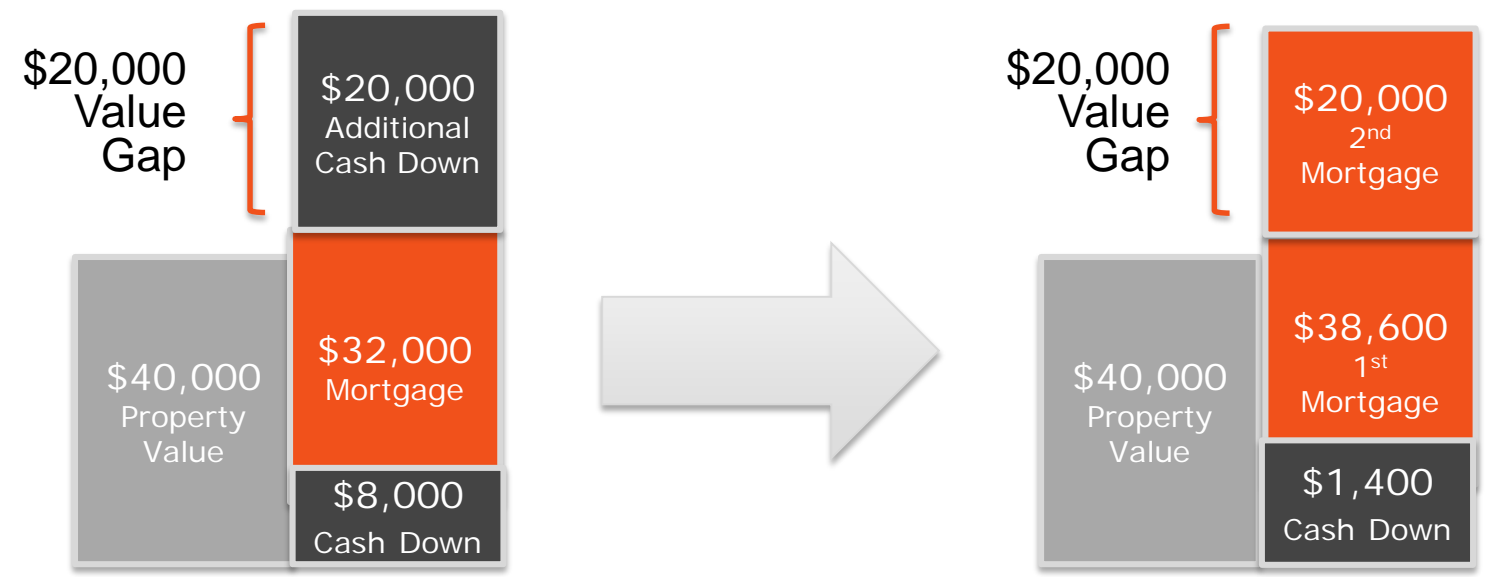 $20,000
Value
Gap
$20,000
Additional
Cash Down
$40,000
Property
Value
$32,000
Mortgage
$8,000
Cash Down
$20,000
Value
Gap
$20,000
2nd
Mortgage
$40,000
Property
Value
$38,600
1st
Mortgage
$1,400
Cash Down